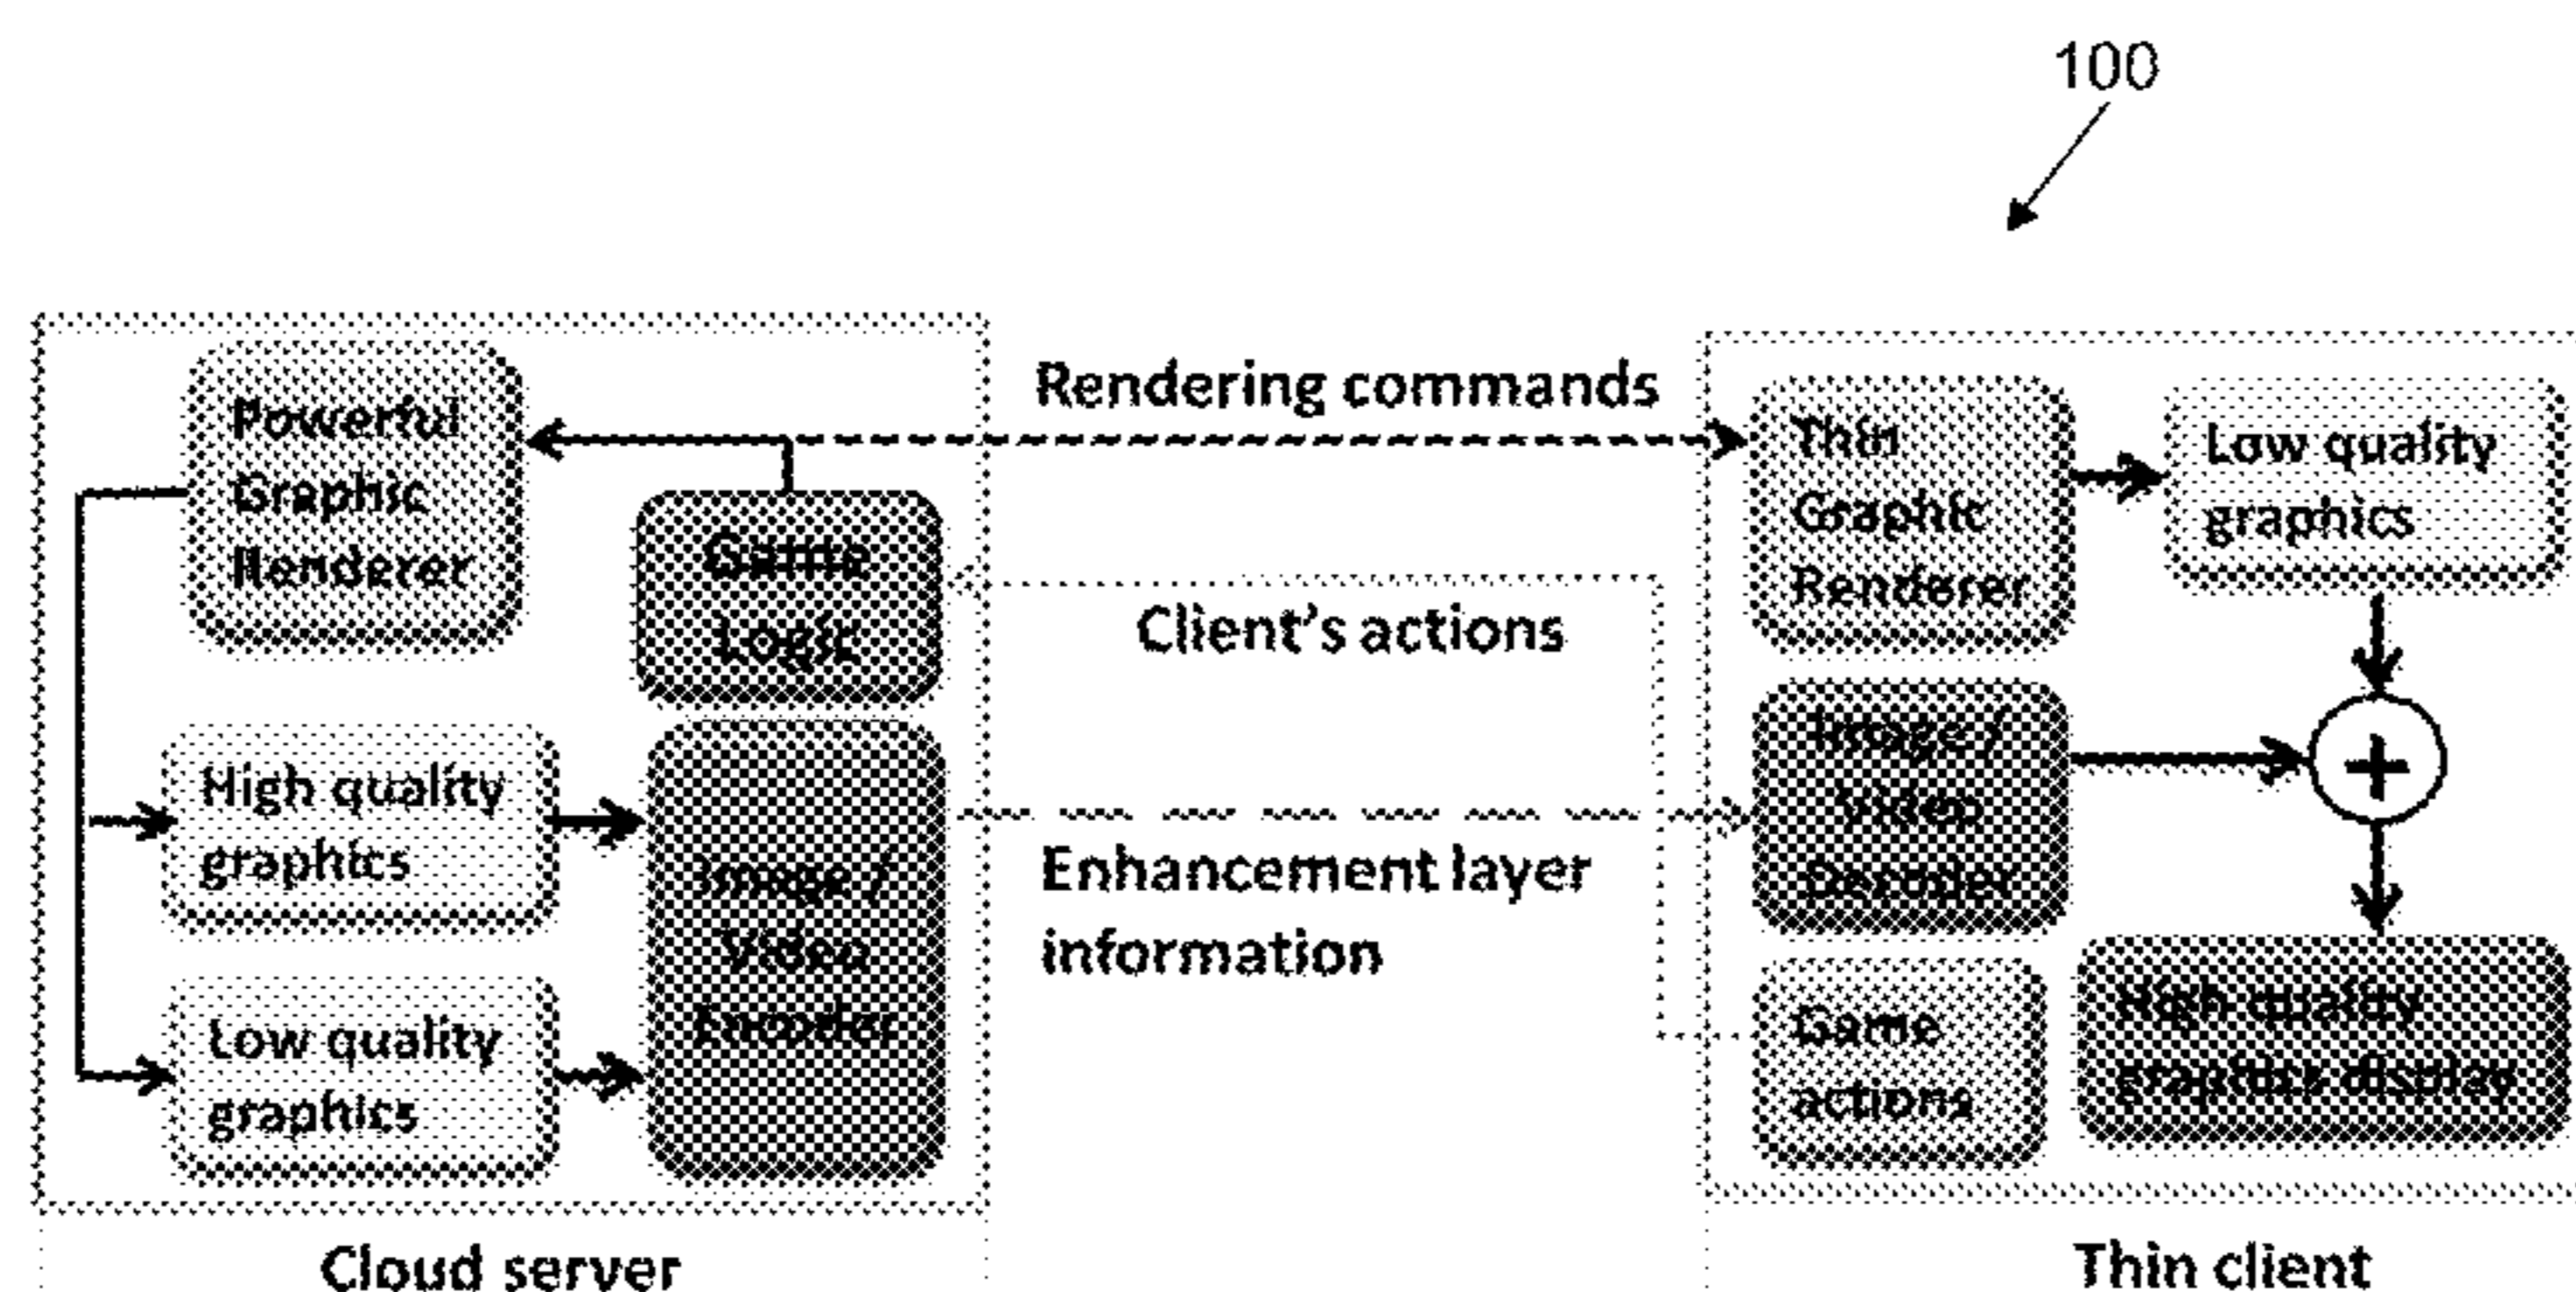 100
Powerful
Graphic
Renderer
Game
Logic
High quality
graphics
Low quality
graphics
Image /
Video
Encoder
Cloud server
Rendering commands
Client's actions
Enhancement layer
information
Thin
Graphic
Renderer
Low quality
graphics
Image /
Video
Decoder
+
Game
actions
High quality
graphics display
Thin client